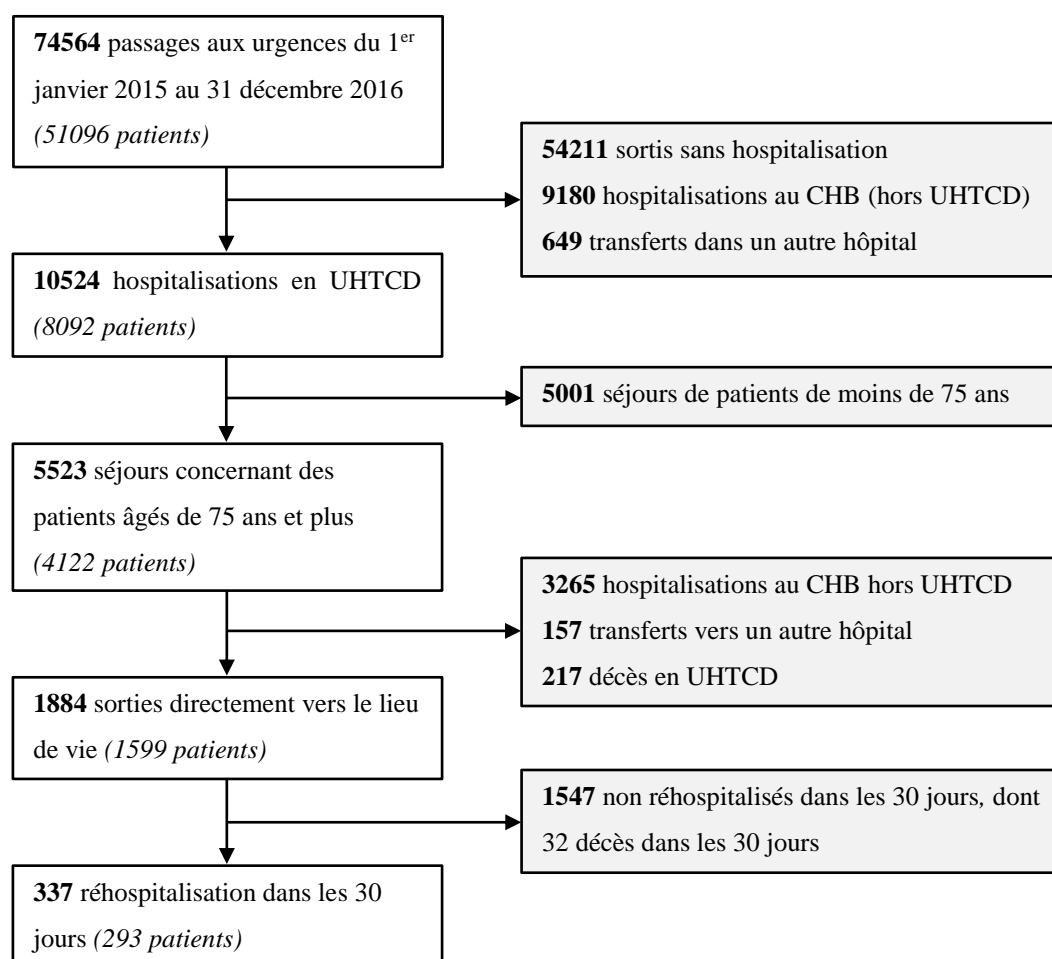 74564 passages aux urgences du 1er
janvier 2015 au 31 décembre 2016
(51096 patients)
54211 sortis sans hospitalisation
9180 hospitalisations au CHB (hors UHTCD)
649 transferts dans un autre hôpital
10524 hospitalisations en UHTCD
(8092 patients)
5001 séjours de patients de moins de 75 ans
5523 séjours concernant des
patients âgés de 75 ans et plus
(4122 patients)
3265 hospitalisations au CHB hors UHTCD
157 transferts vers un autre hôpital
217 décès en UHTCD
1884 sorties directement vers le lieu
de vie (1599 patients)
1547 non réhospitalisés dans les 30 jours, dont
32 décès dans les 30 jours
337 réhospitalisation dans les 30
jours (293 patients)